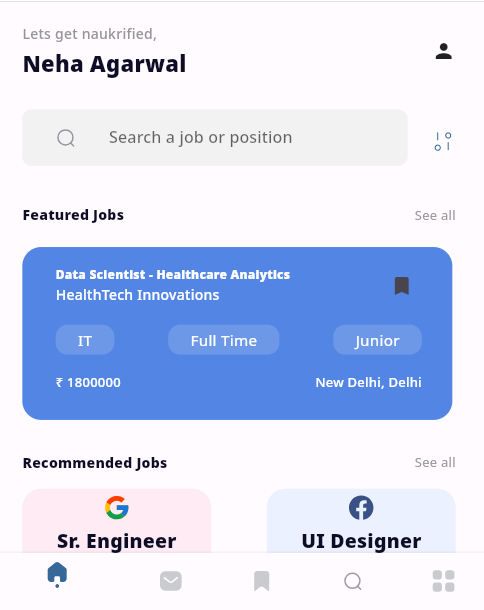 Lets get naukrified,
Neha Agarwal
Search a job or position
Featured Jobs
See all
Data Scientist - Healthcare Analytics
HealthTech Innovations
IT
Full Time
Junior
₹ 1800000
New Delhi, Delhi
Recommended Jobs
See all
Sr. Engineer
UI Designer